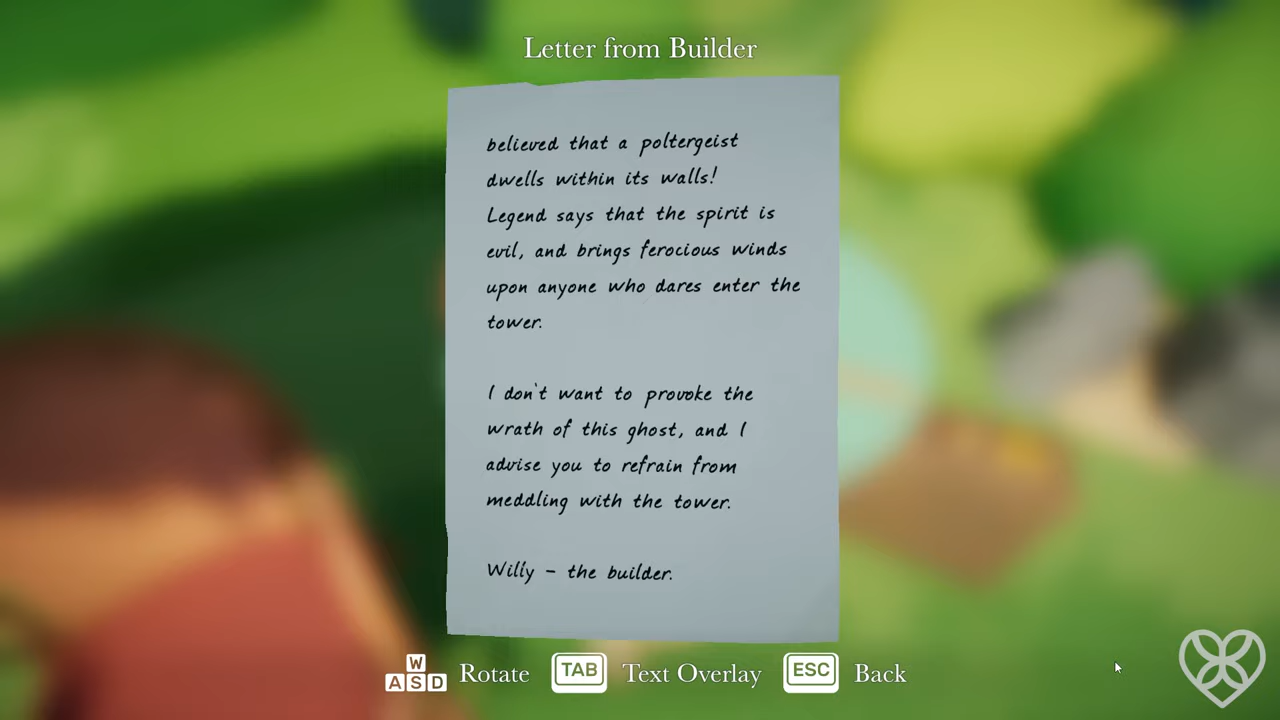 Letter from Builder
believed that a poltergeist
dwells within its walls!
Legend says that the spirit is
evil, and brings ferocious winds
upon anyone who dares enter the
tower.
I don't want to provoke the
wrath of this ghost, and I
advise you to refrain from
meddling with the tower.
Willy - the builder.
W
A S D Rotate TAB Text Overlay ESC Back